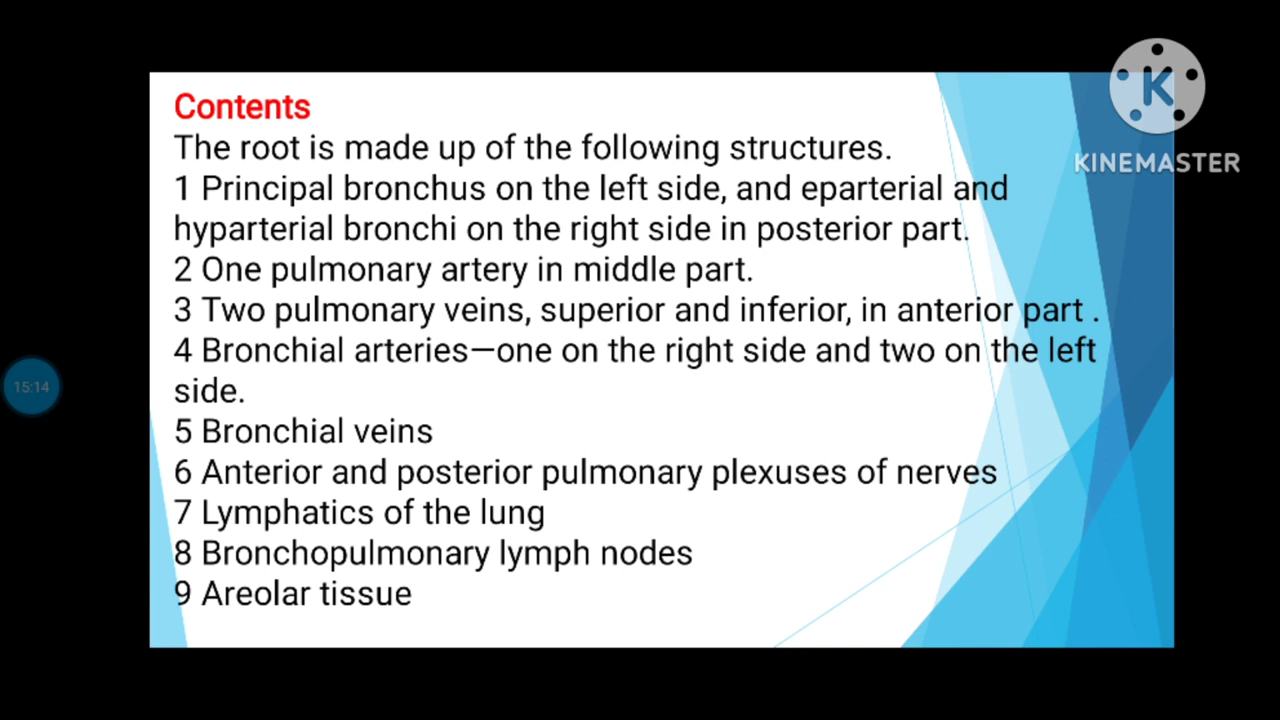 Contents
The root is made up of the following structures.
1 Principal bronchus on the left side, and eparterial and
hyparterial bronchi on the right side in posterior part.
2 One pulmonary artery in middle part.
3 Two pulmonary veins, superior and inferior, in anterior part .
4 Bronchial arteries—one on the right side and two on the left
side.
5 Bronchial veins
6 Anterior and posterior pulmonary plexuses of nerves
7 Lymphatics of the lung
8 Bronchopulmonary lymph nodes
9 Areolar tissue
K
KINEMASTER
15:14